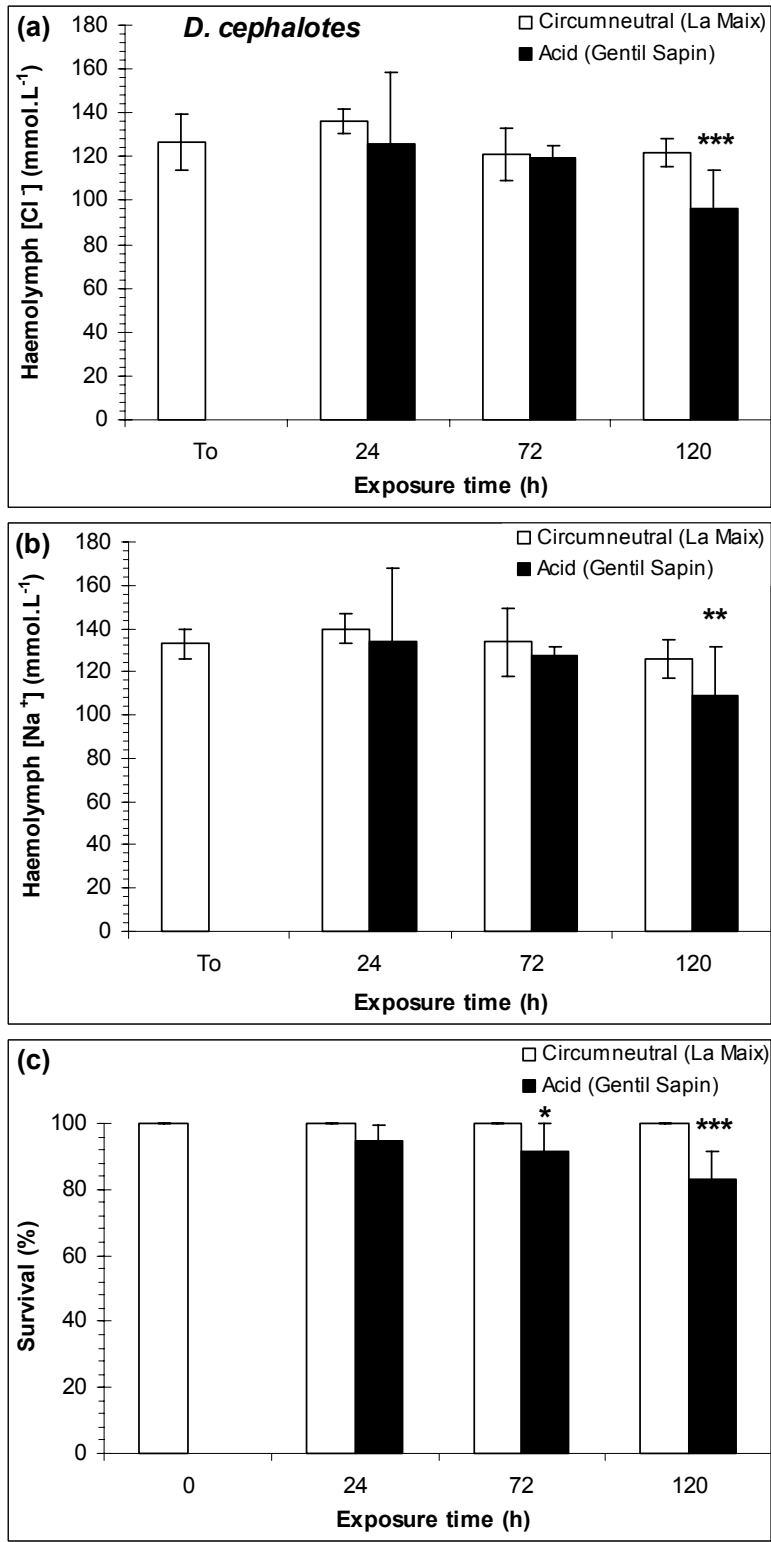 (a)
D. cephalotes
Circumneutral (La Maix)
Acid (Gentil Sapin)
Haemolymph [Cl⁻] (mmol.L⁻¹)
180
160
140
120
100
80
60
40
20
0
***
To 24 72 120
Exposure time (h)
(b)
Circumneutral (La Maix)
Acid (Gentil Sapin)
Haemolymph [Na⁺] (mmol.L⁻¹)
180
160
140
120
100
80
60
40
20
0
**
To 24 72 120
Exposure time (h)
(c)
Circumneutral (La Maix)
Acid (Gentil Sapin)
Survival (%)
100
80
60
40
20
0
* ***
0 24 72 120
Exposure time (h)